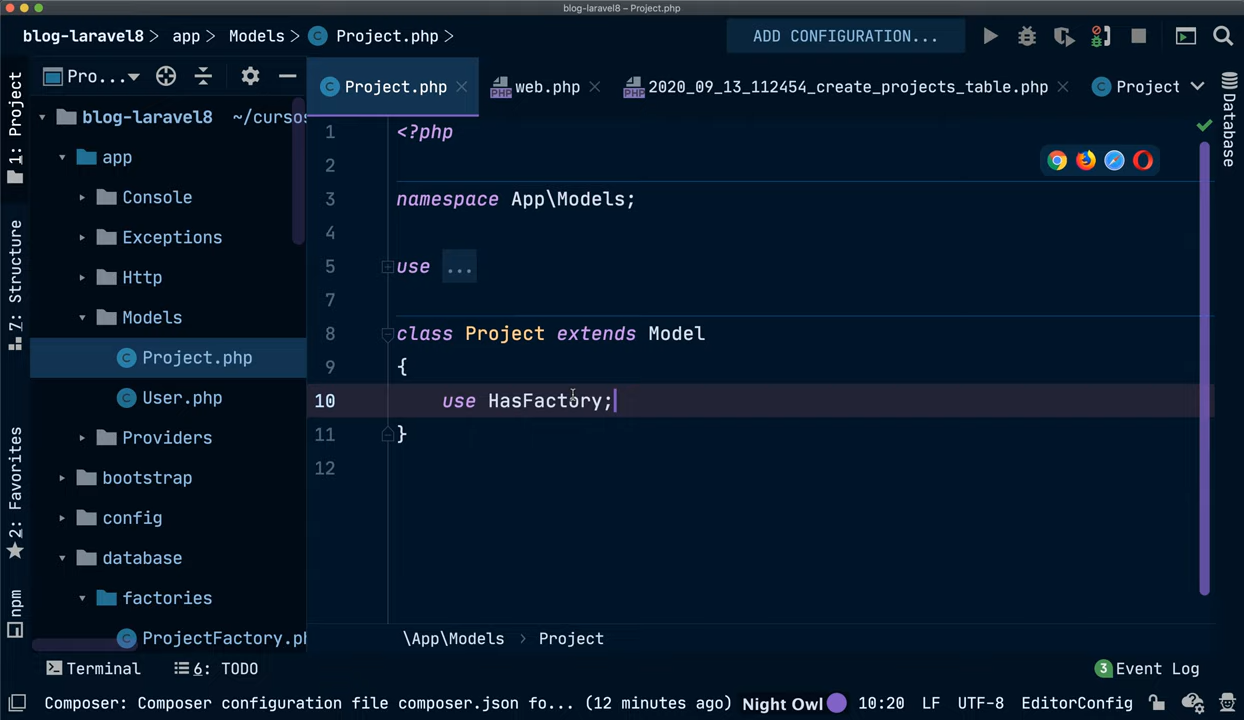 blog-laravel8 – Project.php
blog-laravel8 > app > Models > Project.php >
ADD CONFIGURATION...
1: Project
7: Structure
2: Favorites
npm
Pro...
Project.php
web.php
2020_09_13_112454_create_projects_table.php
Project
Database
blog-laravel8 ~/cursos
app
Console
Exceptions
Http
Models
Project.php
User.php
Providers
bootstrap
config
database
factories
ProjectFactory.ph
1 <?php
2
3 namespace App\Models;
4
5 use ...
7
8 class Project extends Model
9 {
10 use HasFactory;
11 }
12
\App\Models > Project
Terminal
6: TODO
3 Event Log
Composer: Composer configuration file composer.json fo... (12 minutes ago)
Night Owl
10:20
LF
UTF-8
EditorConfig